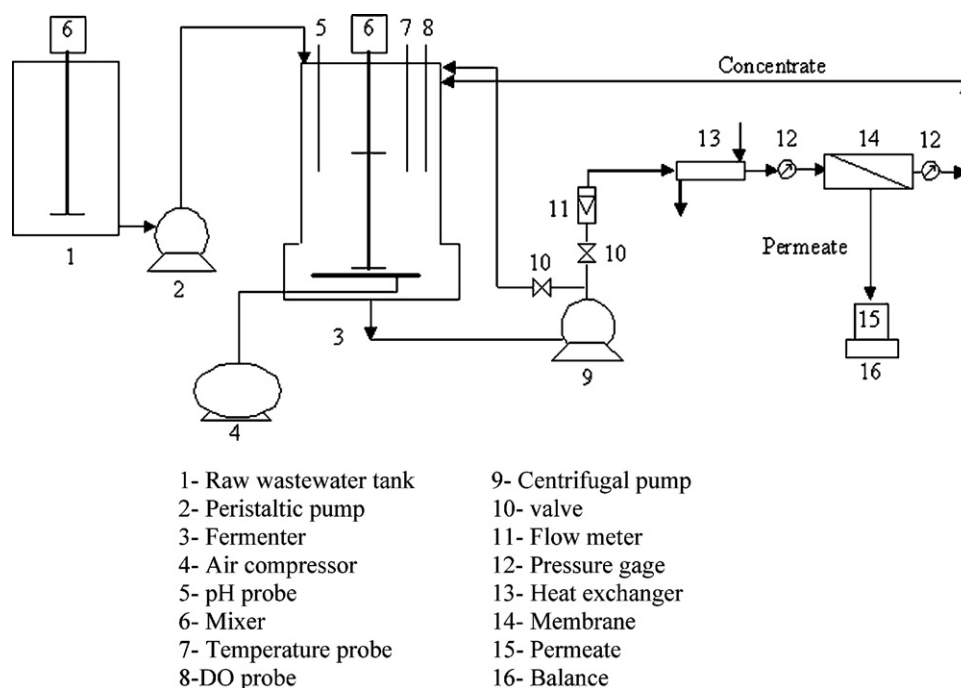 6
5
6
7
8
Concentrate
13
12
14
12
11
Permeate
10
10
1
2
3
9
15
16
4
1- Raw wastewater tank
2- Peristaltic pump
3- Fermenter
4- Air compressor
5- pH probe
6- Mixer
7- Temperature probe
8-DO probe
9- Centrifugal pump
10- valve
11- Flow meter
12- Pressure gage
13- Heat exchanger
14- Membrane
15- Permeate
16- Balance